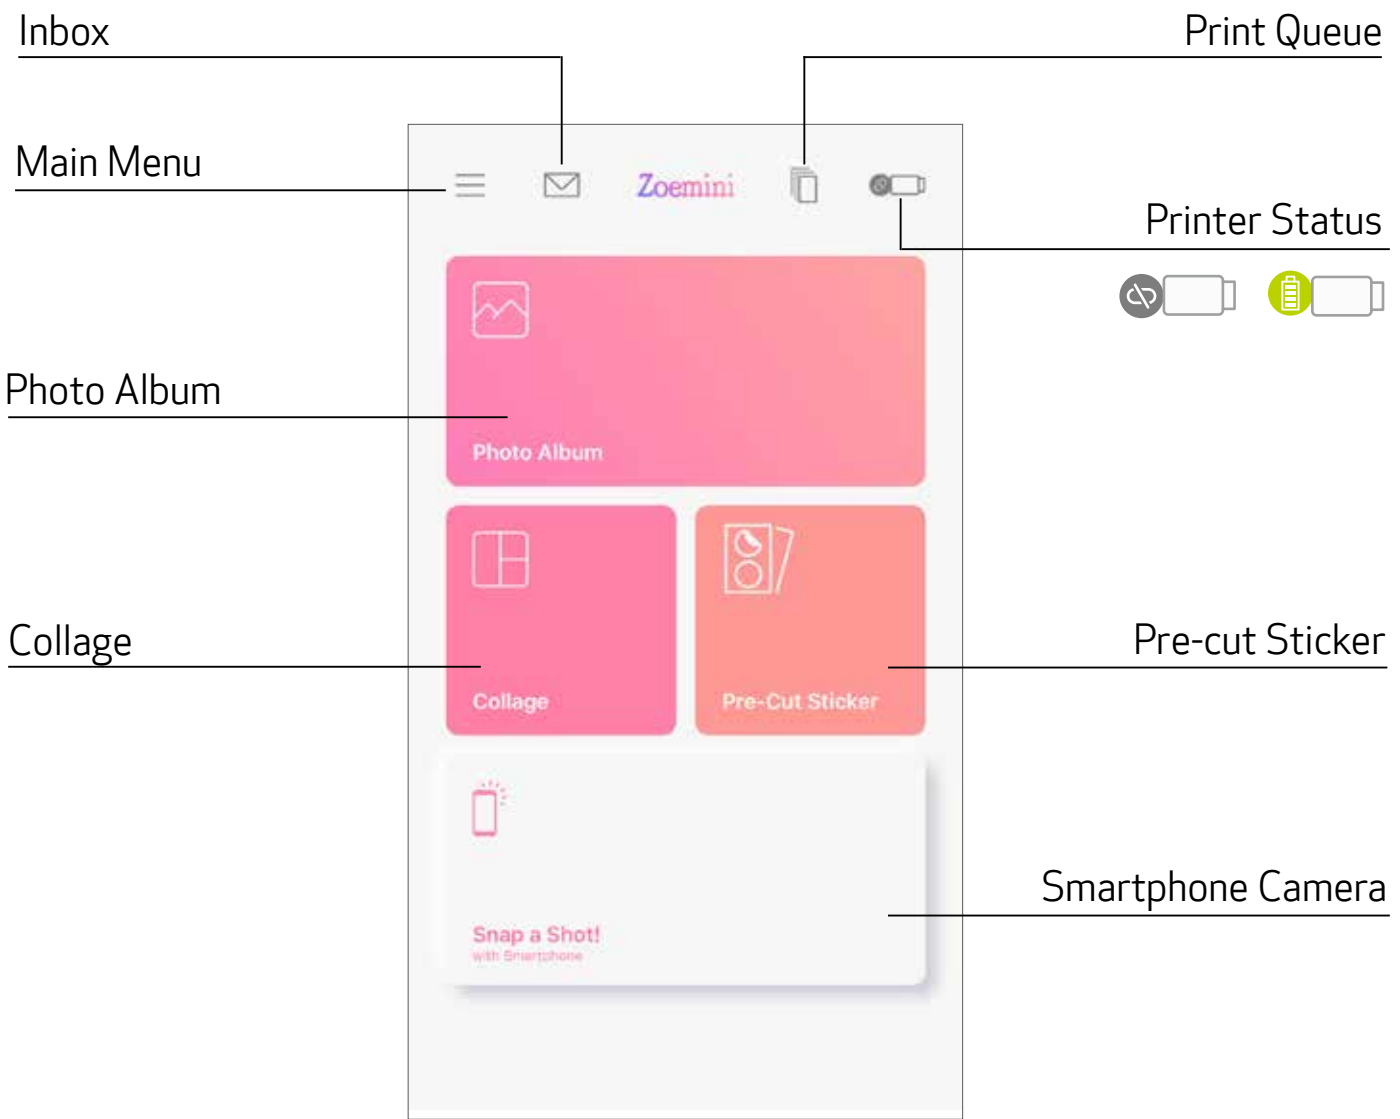 Inbox
Print Queue
Main Menu
Zoemini
Printer Status
Photo Album
Photo Album
Collage
Pre-cut Sticker
Collage
Pre-Cut Sticker
Smartphone Camera
Snap a Shot!
with Smartphone